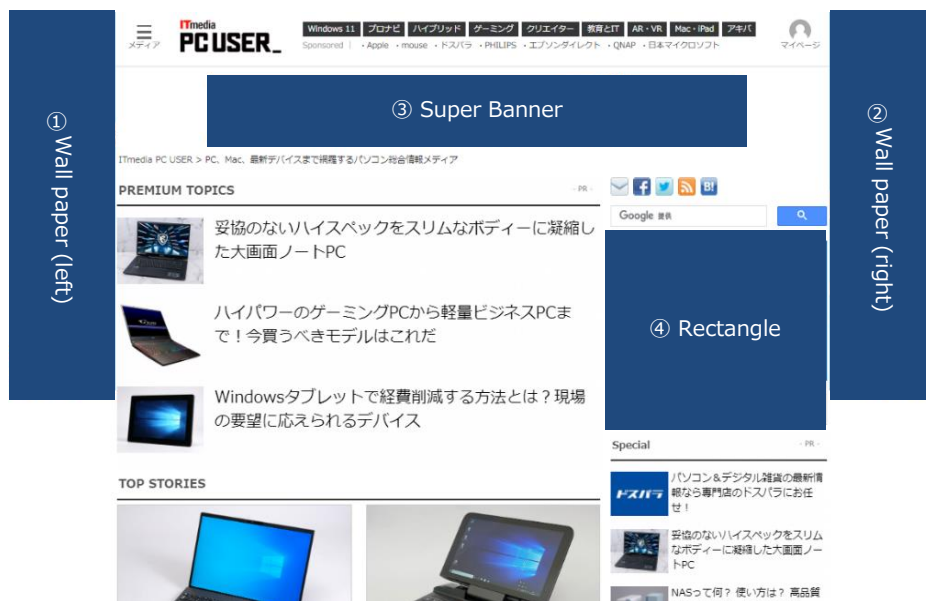 メディア
ITmedia
PC USER_
Windows 11 プロナビ ハイブリッド ゲーミング クリエイター 教育とIT AR・VR Mac・iPad アキバ
Sponsored | ・Apple ・mouse ・ドスパラ ・PHILIPS ・エプソンダイレクト ・QNAP ・日本マイクロソフト
マイページ
① Wall paper (left)
③ Super Banner
② Wall paper (right)
ITmedia PC USER > PC、Mac、最新デバイスまで網羅するパソコン総合情報メディア
PREMIUM TOPICS
- PR -
妥協のないハイスペックをスリムなボディーに凝縮し
た大画面ノートPC
ハイパワーのゲーミングPCから軽量ビジネスPCま
で！今買うべきモデルはこれだ
Windowsタブレットで経費削減する方法とは？現場
の要望に応えられるデバイス
TOP STORIES
B!
Google 提供
④ Rectangle
Special
- PR -
ドスパラ
パソコン＆デジタル雑貨の最新情
報なら専門店のドスパラにお任
せ！
妥協のないハイスペックをスリム
なボディーに凝縮した大画面ノー
トPC
NASって何？ 使い方は？ 高品質